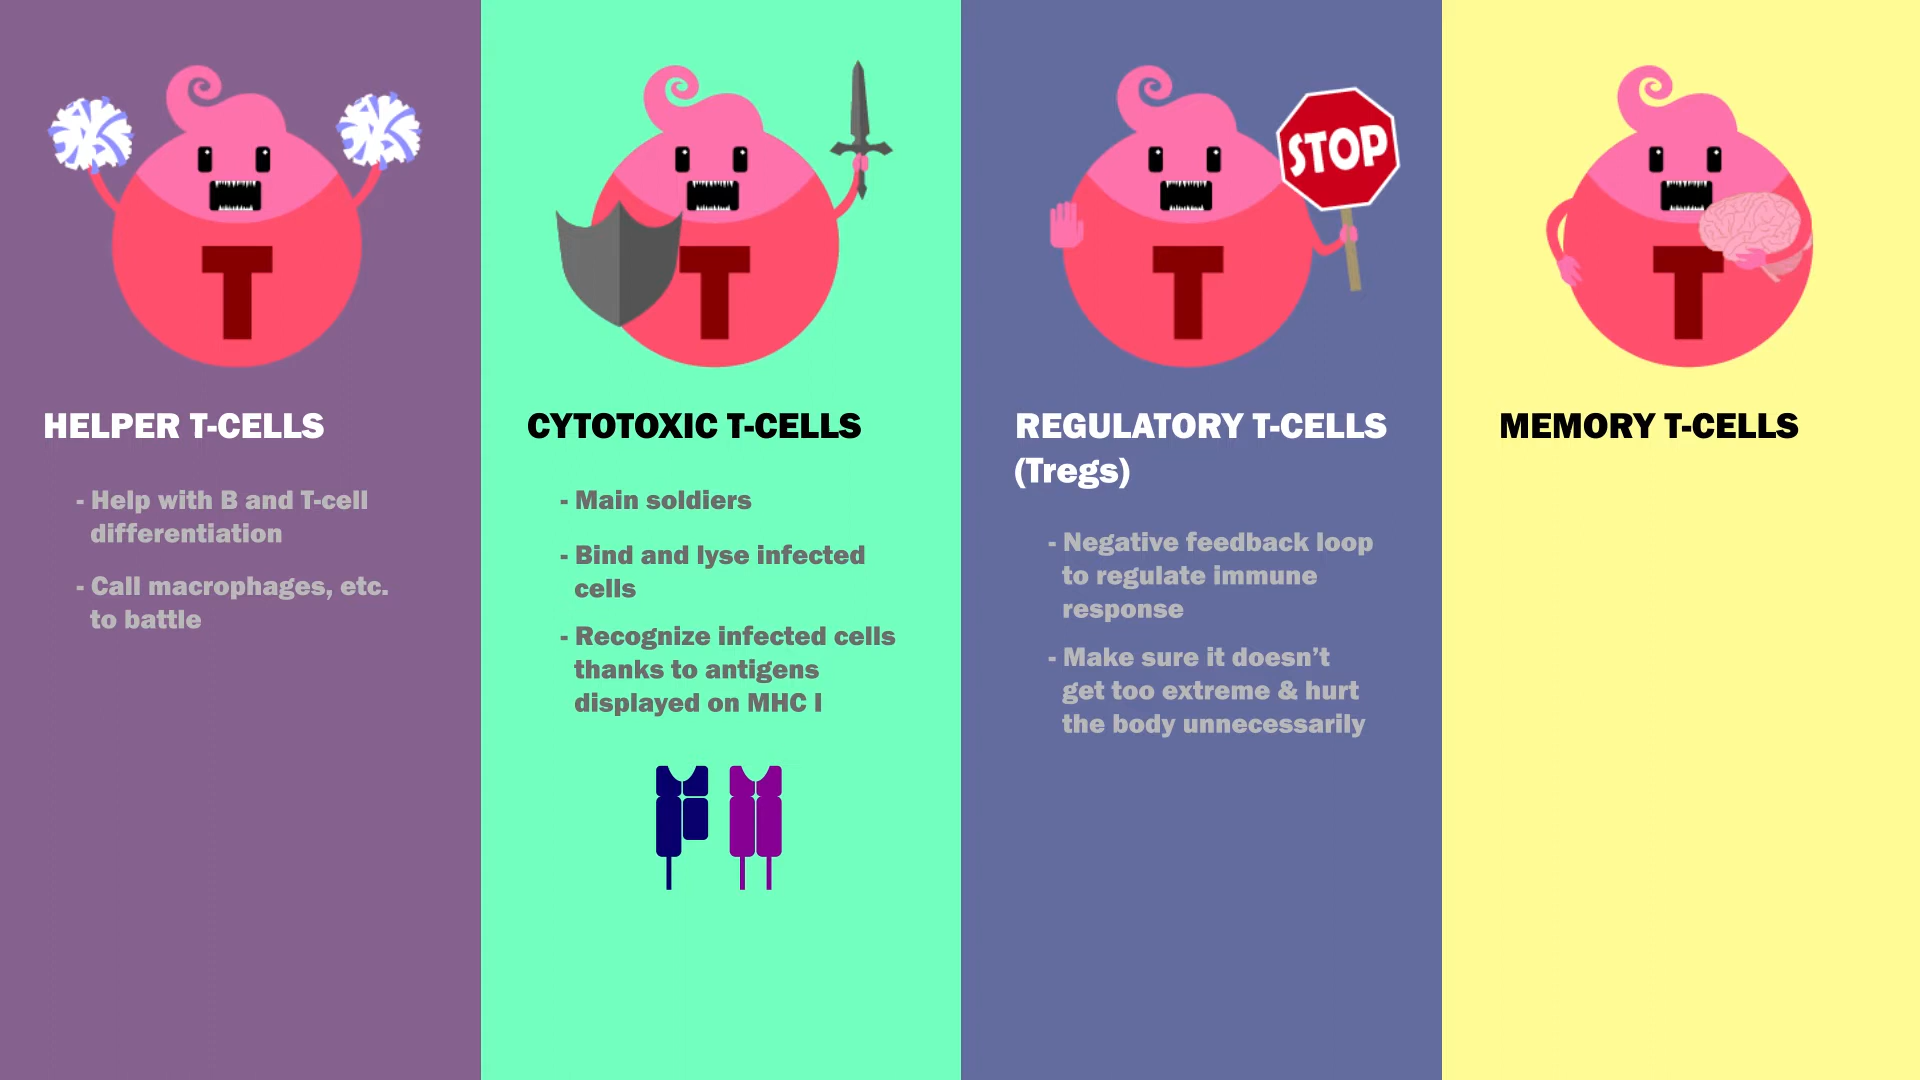 T
HELPER T-CELLS
- Help with B and T-cell
differentiation
- Call macrophages, etc.
to battle
T
CYTOTOXIC T-CELLS
- Main soldiers
- Bind and lyse infected
cells
- Recognize infected cells
thanks to antigens
displayed on MHC I
STOP
T
REGULATORY T-CELLS
(Tregs)
- Negative feedback loop
to regulate immune
response
- Make sure it doesn’t
get too extreme & hurt
the body unnecessarily
T
MEMORY T-CELLS